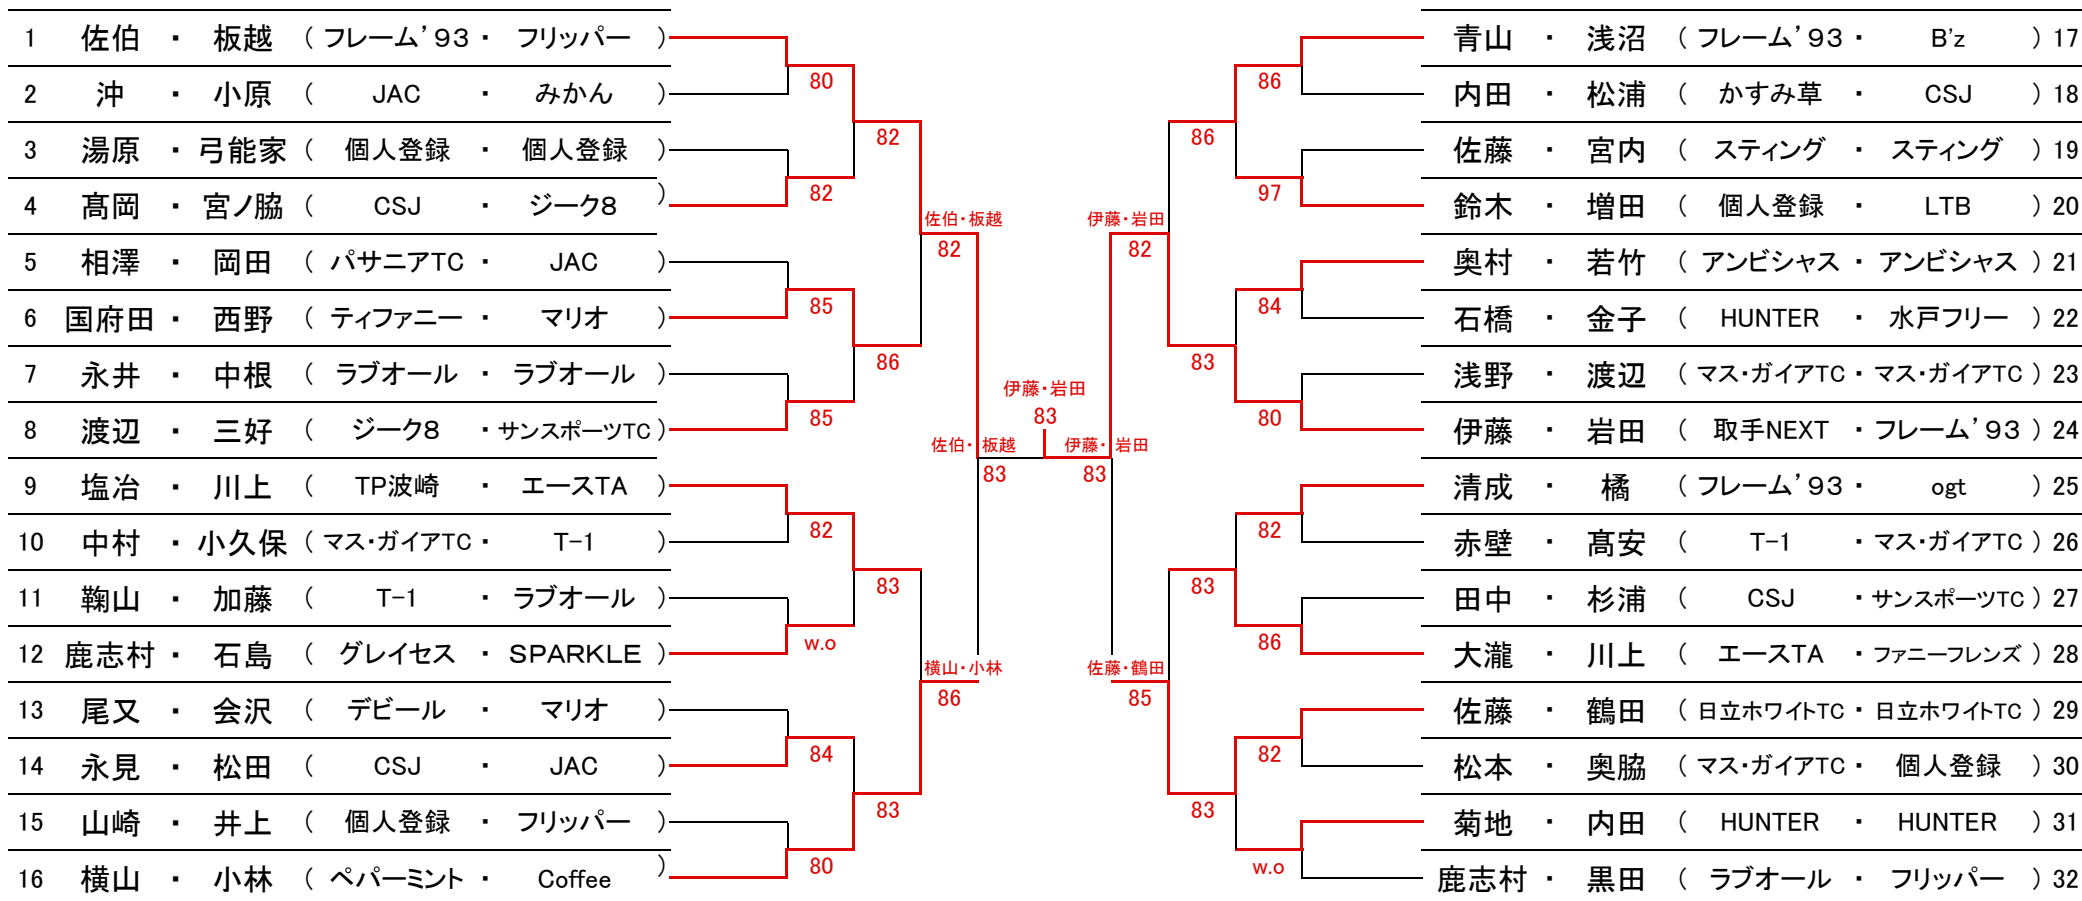 1 佐伯 ・ 板越 ( フレーム’93 ・ フリッパー )
2 沖 ・ 小原 ( JAC ・ みかん )
3 湯原 ・ 弓能家 ( 個人登録 ・ 個人登録 )
4 髙岡 ・ 宮ノ脇 ( CSJ ・ ジーク8 )
5 相澤 ・ 岡田 ( パサニアTC ・ JAC )
6 国府田 ・ 西野 ( ティファニー ・ マリオ )
7 永井 ・ 中根 ( ラブオール ・ ラブオール )
8 渡辺 ・ 三好 ( ジーク8 ・ サンスポーツTC )
9 塩冶 ・ 川上 ( TP波崎 ・ エースTA )
10 中村 ・ 小久保 ( マス・ガイアTC ・ T-1 )
11 鞠山 ・ 加藤 ( T-1 ・ ラブオール )
12 鹿志村 ・ 石島 ( グレイセス ・ SPARKLE )
13 尾又 ・ 会沢 ( デビール ・ マリオ )
14 永見 ・ 松田 ( CSJ ・ JAC )
15 山崎 ・ 井上 ( 個人登録 ・ フリッパー )
16 横山 ・ 小林 ( ペパーミント ・ Coffee )
80
82
85
85
82
w.o
84
80
82
86
83
83
佐伯・板越
82
横山・小林
86
佐伯・板越
83
伊藤・岩田
83
伊藤・岩田
83
伊藤・岩田
82
佐藤・鶴田
85
86
83
83
83
86
97
84
80
82
86
82
w.o
青山 ・ 浅沼 ( フレーム’93 ・ B’z ) 17
内田 ・ 松浦 ( かすみ草 ・ CSJ ) 18
佐藤 ・ 宮内 ( スティング ・ スティング ) 19
鈴木 ・ 増田 ( 個人登録 ・ LTB ) 20
奥村 ・ 若竹 ( アンビシャス ・ アンビシャス ) 21
石橋 ・ 金子 ( HUNTER ・ 水戸フリー ) 22
浅野 ・ 渡辺 ( マス・ガイアTC ・ マス・ガイアTC ) 23
伊藤 ・ 岩田 ( 取手NEXT ・ フレーム’93 ) 24
清成 ・ 橘 ( フレーム’93 ・ ogt ) 25
赤壁 ・ 髙安 ( T-1 ・ マス・ガイアTC ) 26
田中 ・ 杉浦 ( CSJ ・ サンスポーツTC ) 27
大瀧 ・ 川上 ( エースTA ・ ファニーフレンズ ) 28
佐藤 ・ 鶴田 ( 日立ホワイトTC ・ 日立ホワイトTC ) 29
松本 ・ 奥脇 ( マス・ガイアTC ・ 個人登録 ) 30
菊地 ・ 内田 ( HUNTER ・ HUNTER ) 31
鹿志村 ・ 黒田 ( ラブオール ・ フリッパー ) 32